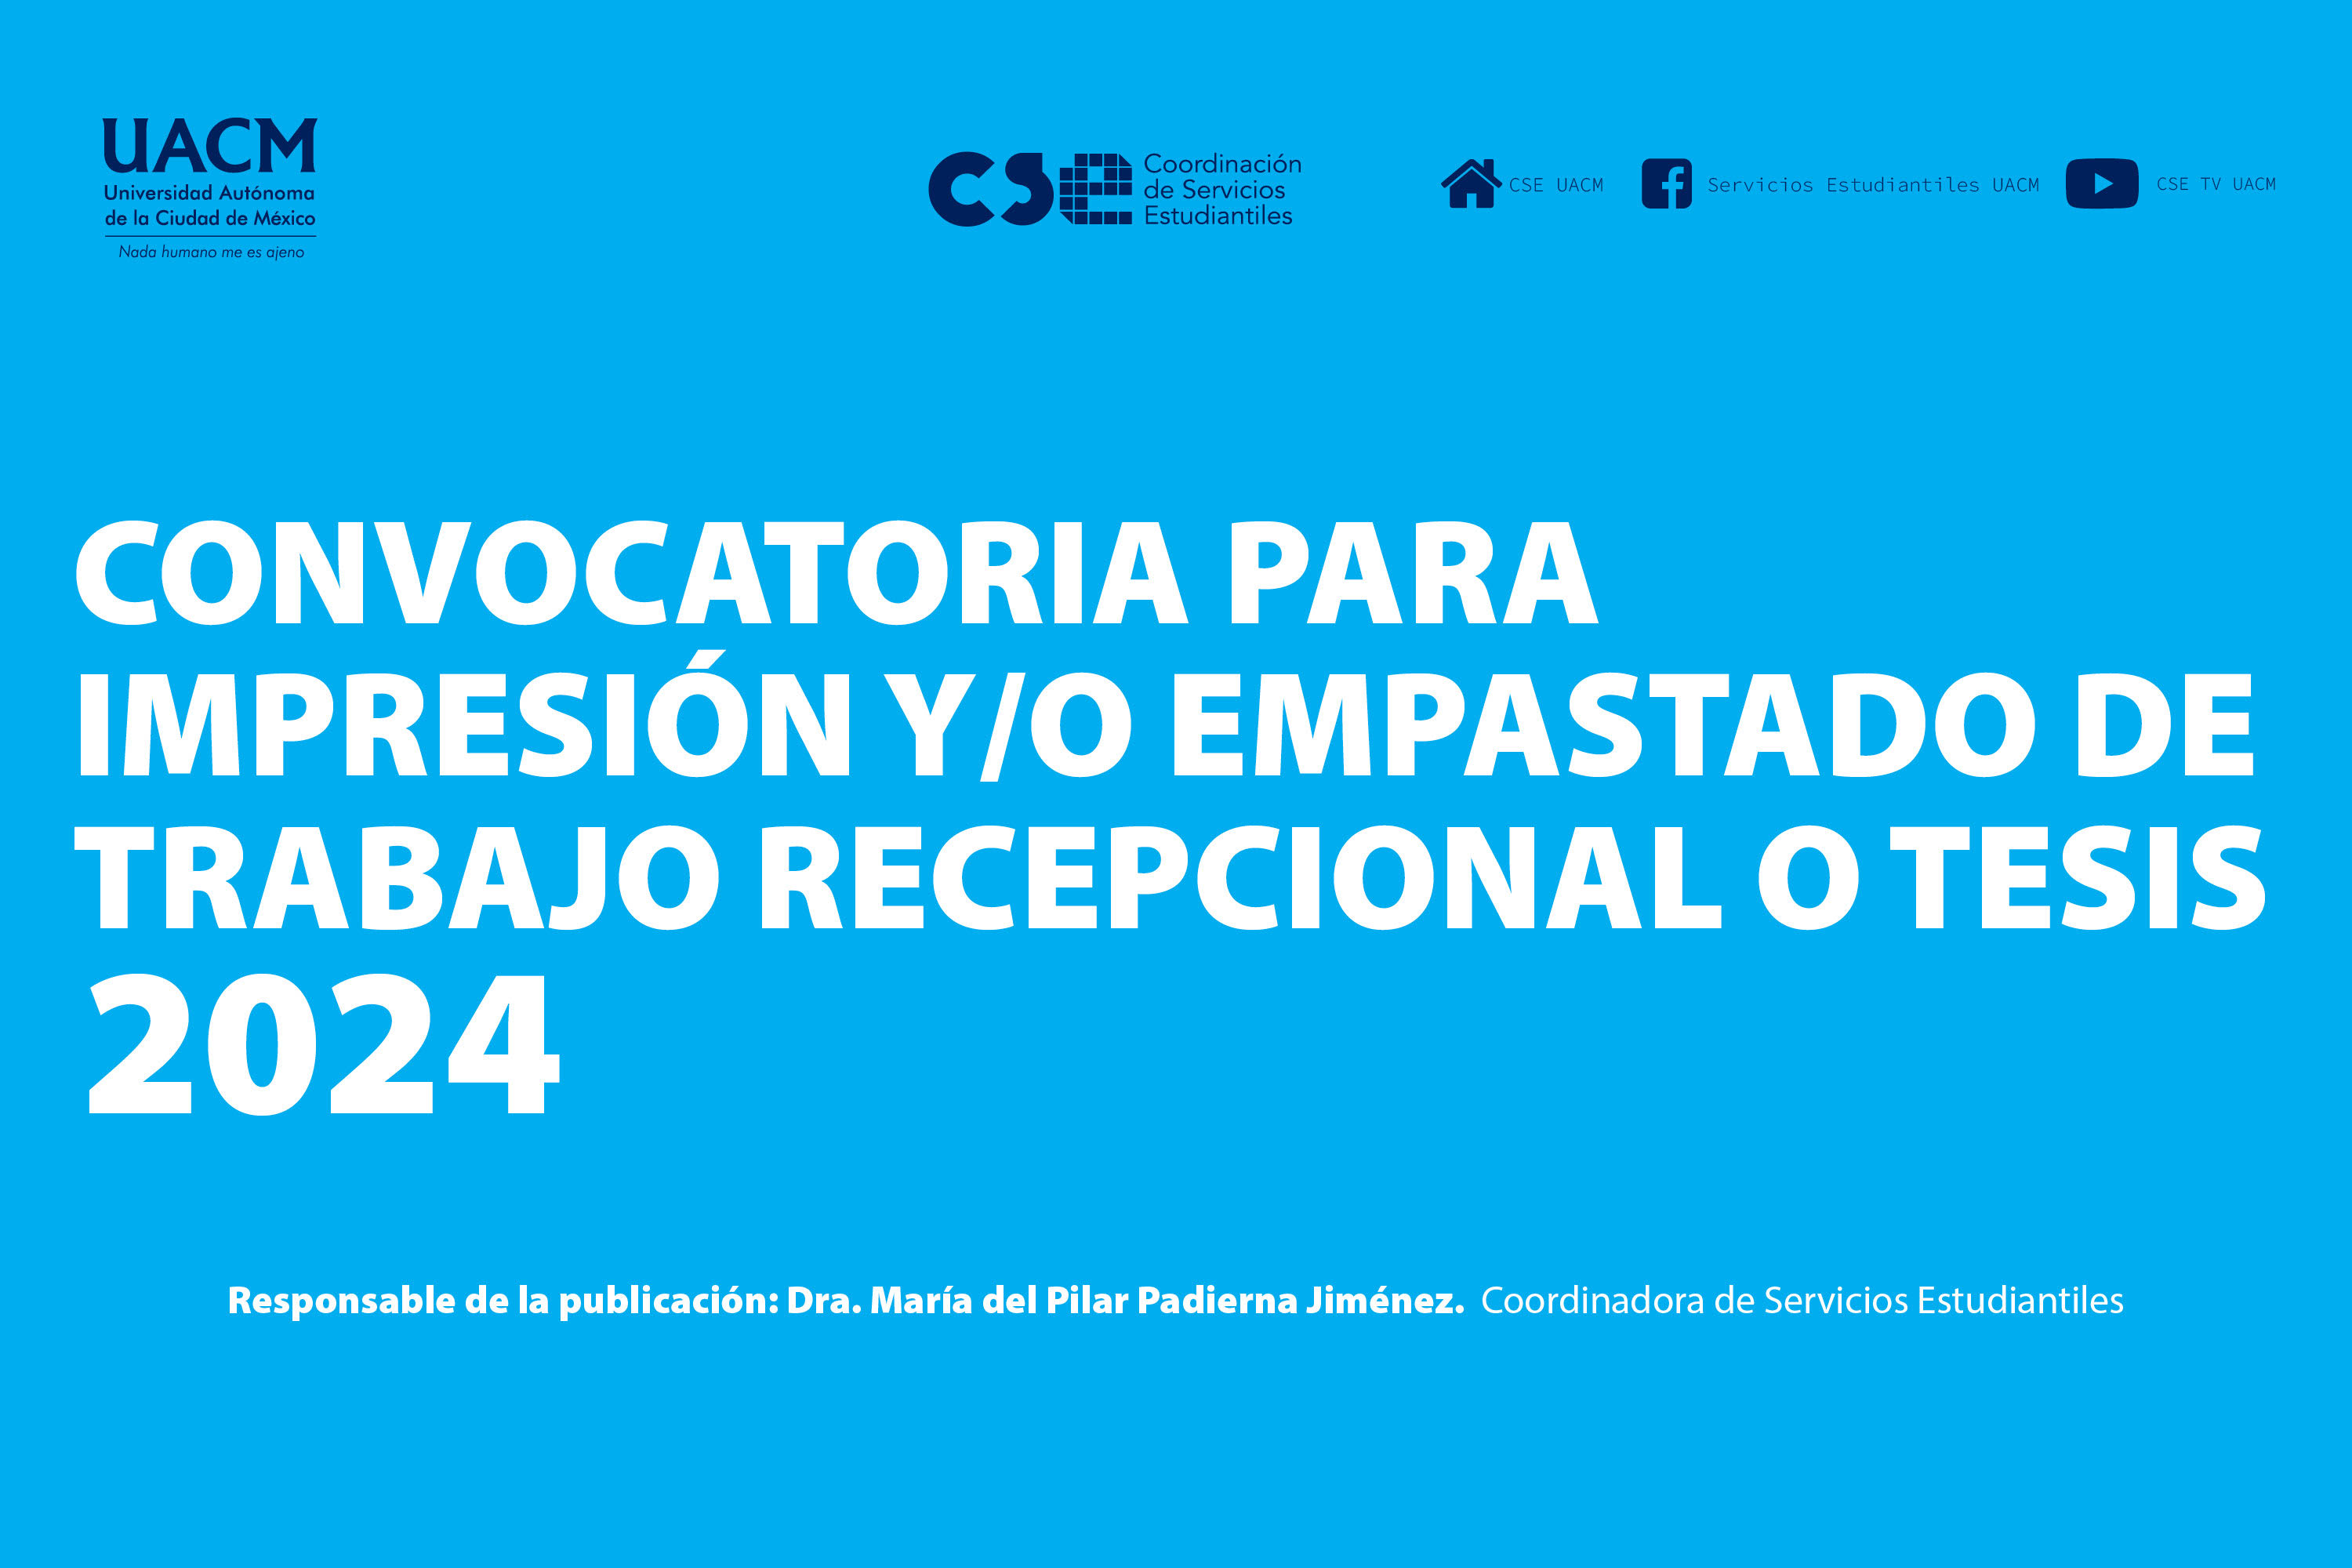 UACM
Universidad Autónoma
de la Ciudad de México
Nada humano me es ajeno
cse
Coordinación
de Servicios
Estudiantiles
CSE UACM
Servicios Estudiantiles UACM
CSE TV UACM
CONVOCATORIA PARA
IMPRESIÓN Y/O EMPASTADO DE
TRABAJO RECEPCIONAL O TESIS
2024
Responsable de la publicación: Dra. María del Pilar Padierna Jiménez. Coordinadora de Servicios Estudiantiles